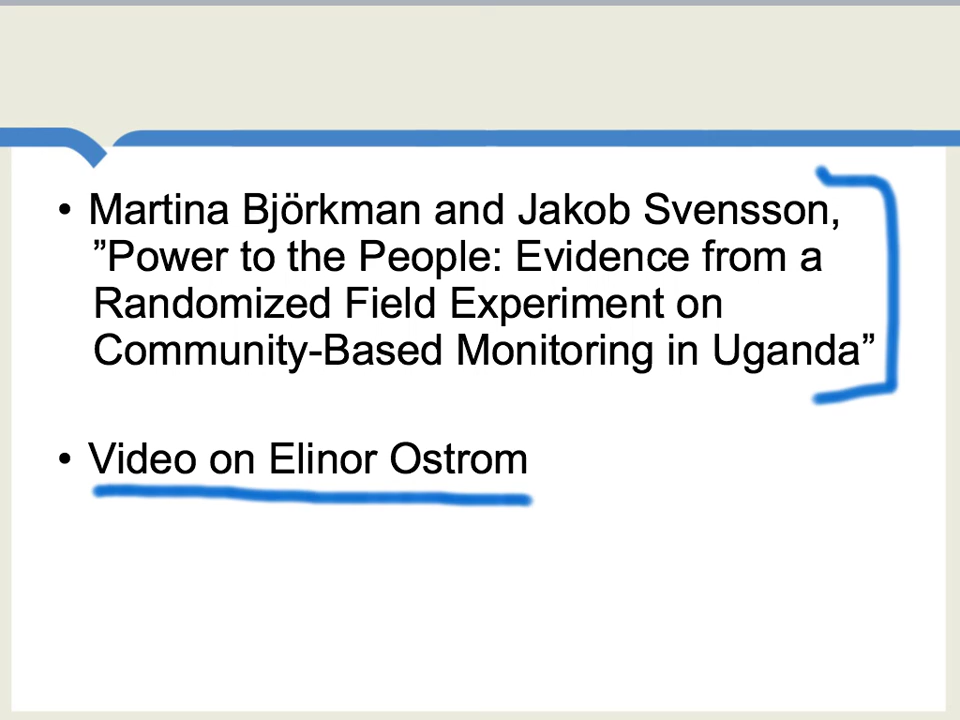 • Martina Björkman and Jakob Svensson,
”Power to the People: Evidence from a
Randomized Field Experiment on
Community-Based Monitoring in Uganda”
• Video on Elinor Ostrom